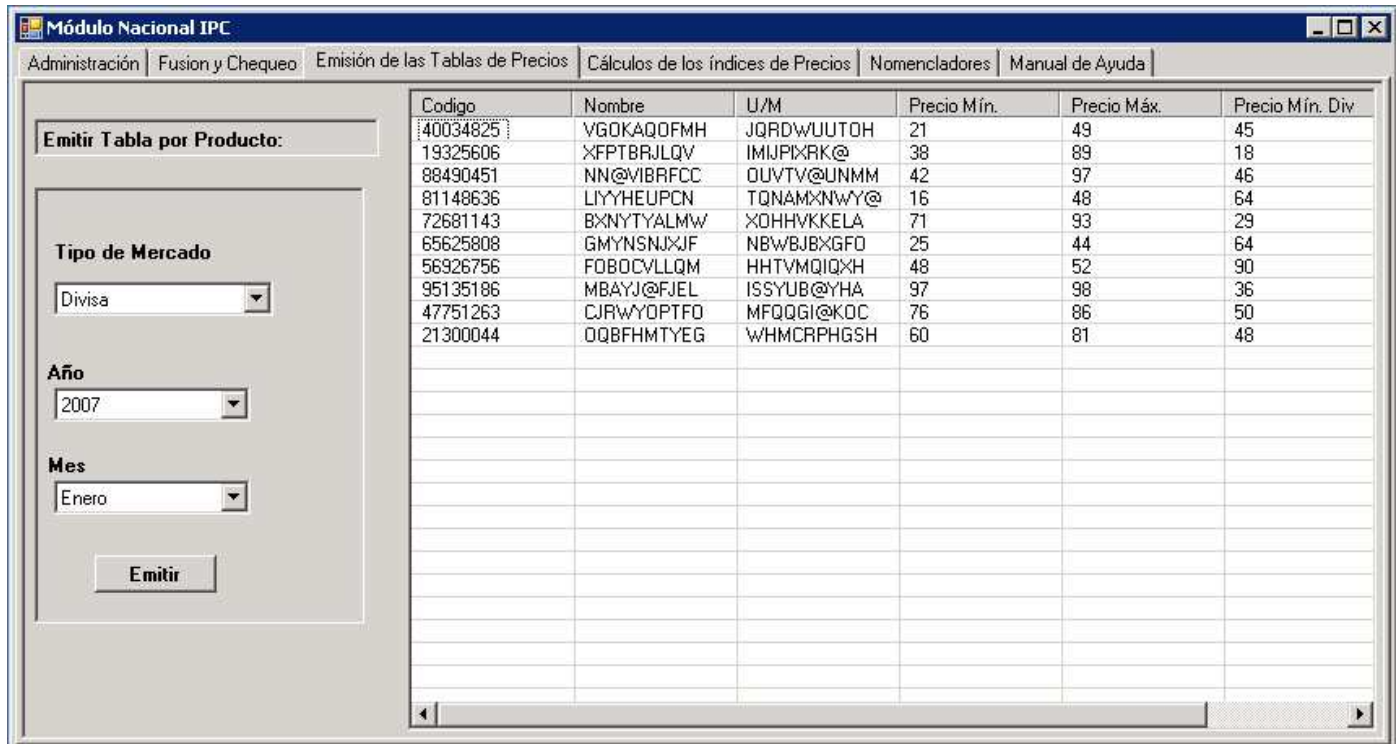 Módulo Nacional IPC
Administración Fusion y Chequeo Emisión de las Tablas de Precios Cálculos de los índices de Precios Nomencladores Manual de Ayuda
Emitir Tabla por Producto:
Tipo de Mercado
Divisa
Año
2007
Mes
Enero
Emitir
Codigo Nombre U/M Precio Mín. Precio Máx. Precio Mín. Div
40034825 VGOKAQOFMH JQRDWUUTOH 21 49 45
19325606 XFPTBRJLQV IMIJPIXRK@ 38 89 18
88490451 NN@VIBRFCC OUVTV@UNMM 42 97 46
81148636 LIYYHEUPCN TQNAMXNWY@ 16 48 64
72681143 BXNYTYALMW XOHHVKKELA 71 93 29
65625808 GMYNSNJXJF NBWBJBXGFO 25 44 64
56926756 FOBOCVLLQM HHTVMQIQXH 48 52 90
95135186 MBAYJ@FJEL ISSYUB@YHA 97 98 36
47751263 CJRWYOPTFO MFQQGI@KOC 76 86 50
21300044 OQBFHMTYEG WHMCRPHGSH 60 81 48